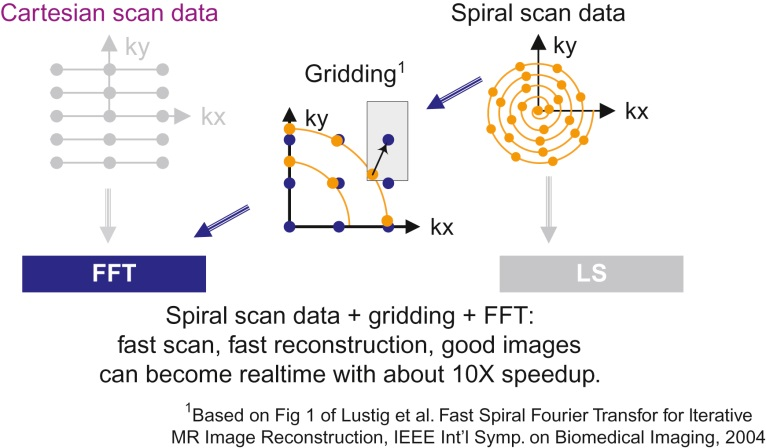 Cartesian scan data
Spiral scan data
ky
kx
Gridding1
ky
kx
ky
kx
FFT
LS
Spiral scan data + gridding + FFT:
fast scan, fast reconstruction, good images
can become realtime with about 10X speedup.
1Based on Fig 1 of Lustig et al. Fast Spiral Fourier Transfor for Iterative
MR Image Reconstruction, IEEE Int'l Symp. on Biomedical Imaging, 2004